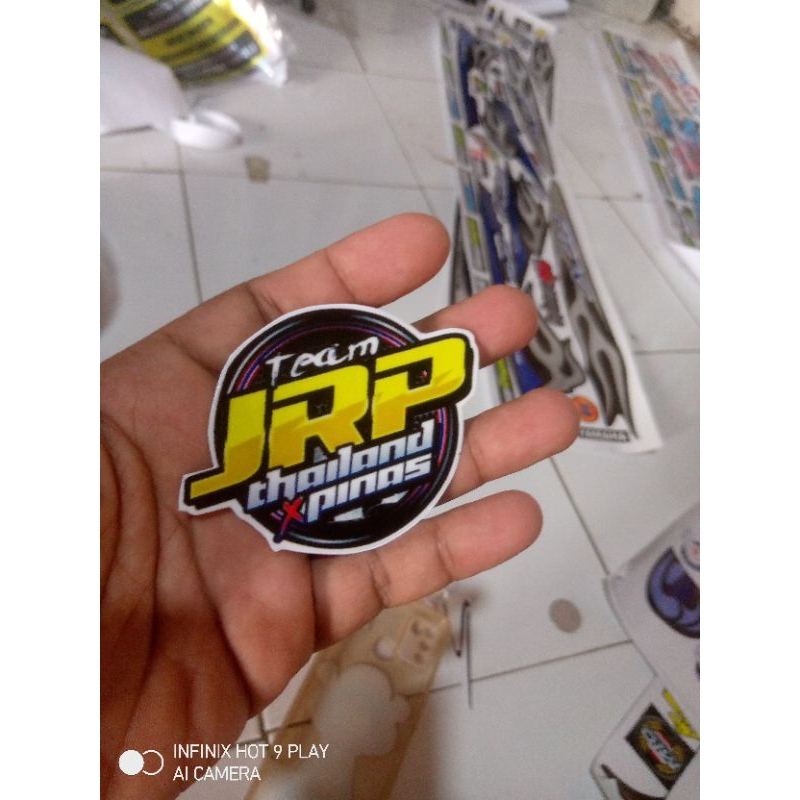 Team
JRP
thailand
x pinas
INFINIX HOT 9 PLAY
AI CAMERA